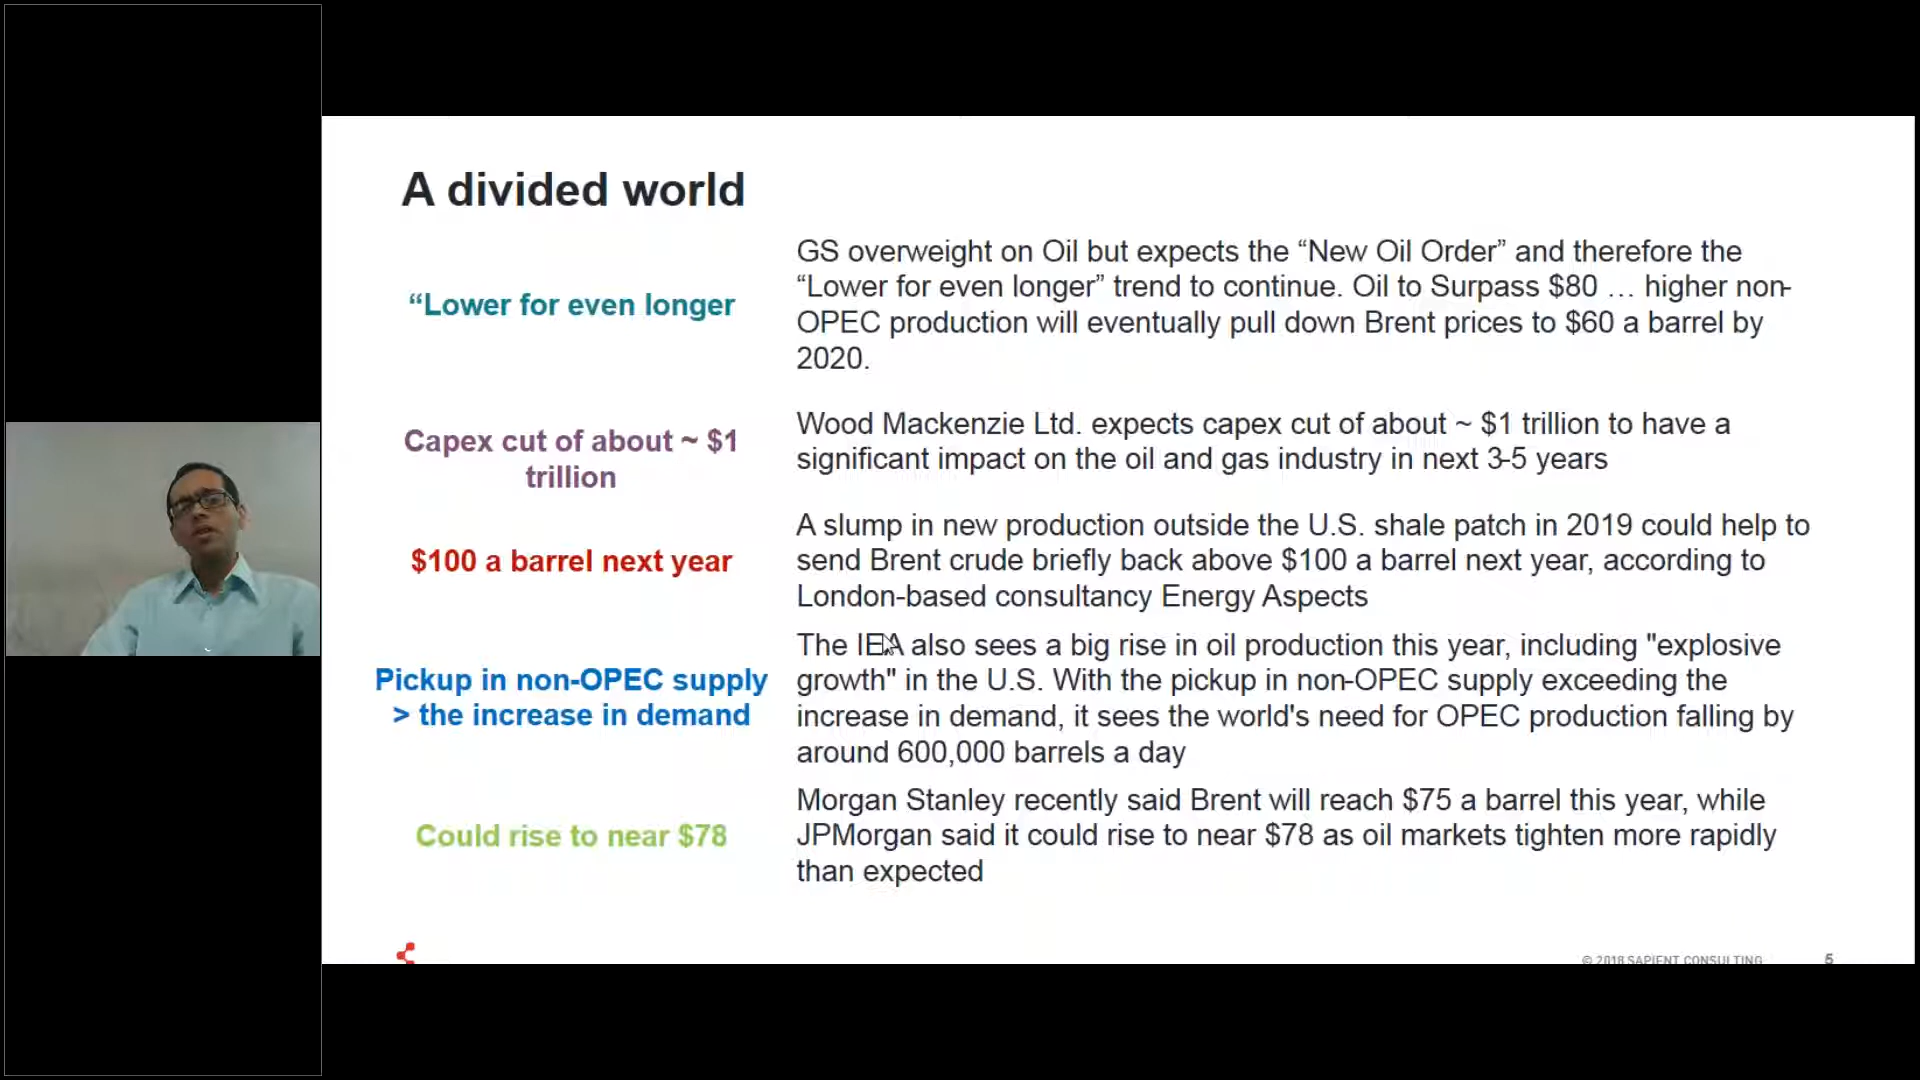 A divided world
“Lower for even longer
GS overweight on Oil but expects the “New Oil Order” and therefore the
“Lower for even longer” trend to continue. Oil to Surpass $80 … higher non-
OPEC production will eventually pull down Brent prices to $60 a barrel by
2020.
Capex cut of about ~ $1
trillion
Wood Mackenzie Ltd. expects capex cut of about ~ $1 trillion to have a
significant impact on the oil and gas industry in next 3-5 years
$100 a barrel next year
A slump in new production outside the U.S. shale patch in 2019 could help to
send Brent crude briefly back above $100 a barrel next year, according to
London-based consultancy Energy Aspects
Pickup in non-OPEC supply
> the increase in demand
The IEA also sees a big rise in oil production this year, including "explosive
growth" in the U.S. With the pickup in non-OPEC supply exceeding the
increase in demand, it sees the world's need for OPEC production falling by
around 600,000 barrels a day
Could rise to near $78
Morgan Stanley recently said Brent will reach $75 a barrel this year, while
JPMorgan said it could rise to near $78 as oil markets tighten more rapidly
than expected
© 2018 SAPIENT CONSULTING 5